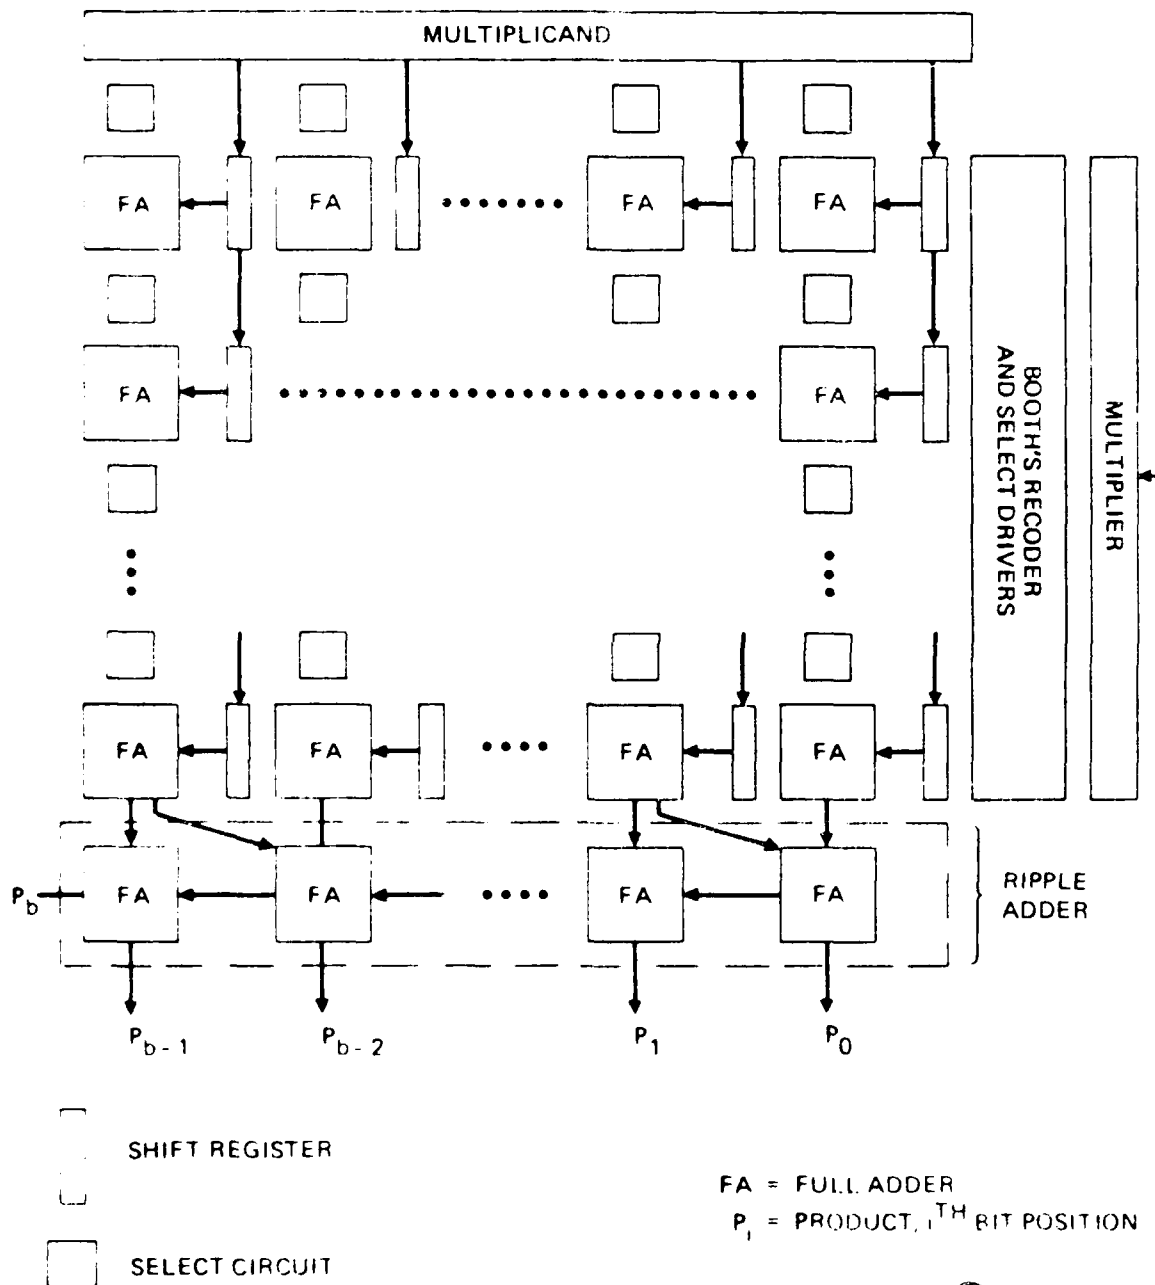 MULTIPLICAND
FA FA FA FA
FA FA
BOOTH'S RECODER
AND SELECT DRIVERS
MULTIPLIER
FA FA FA FA
P_b FA FA FA FA
RIPPLE
ADDER
P_b-1 P_b-2 P_1 P_0
SHIFT REGISTER
FA = FULL ADDER
P_i = PRODUCT, i^TH BIT POSITION
SELECT CIRCUIT